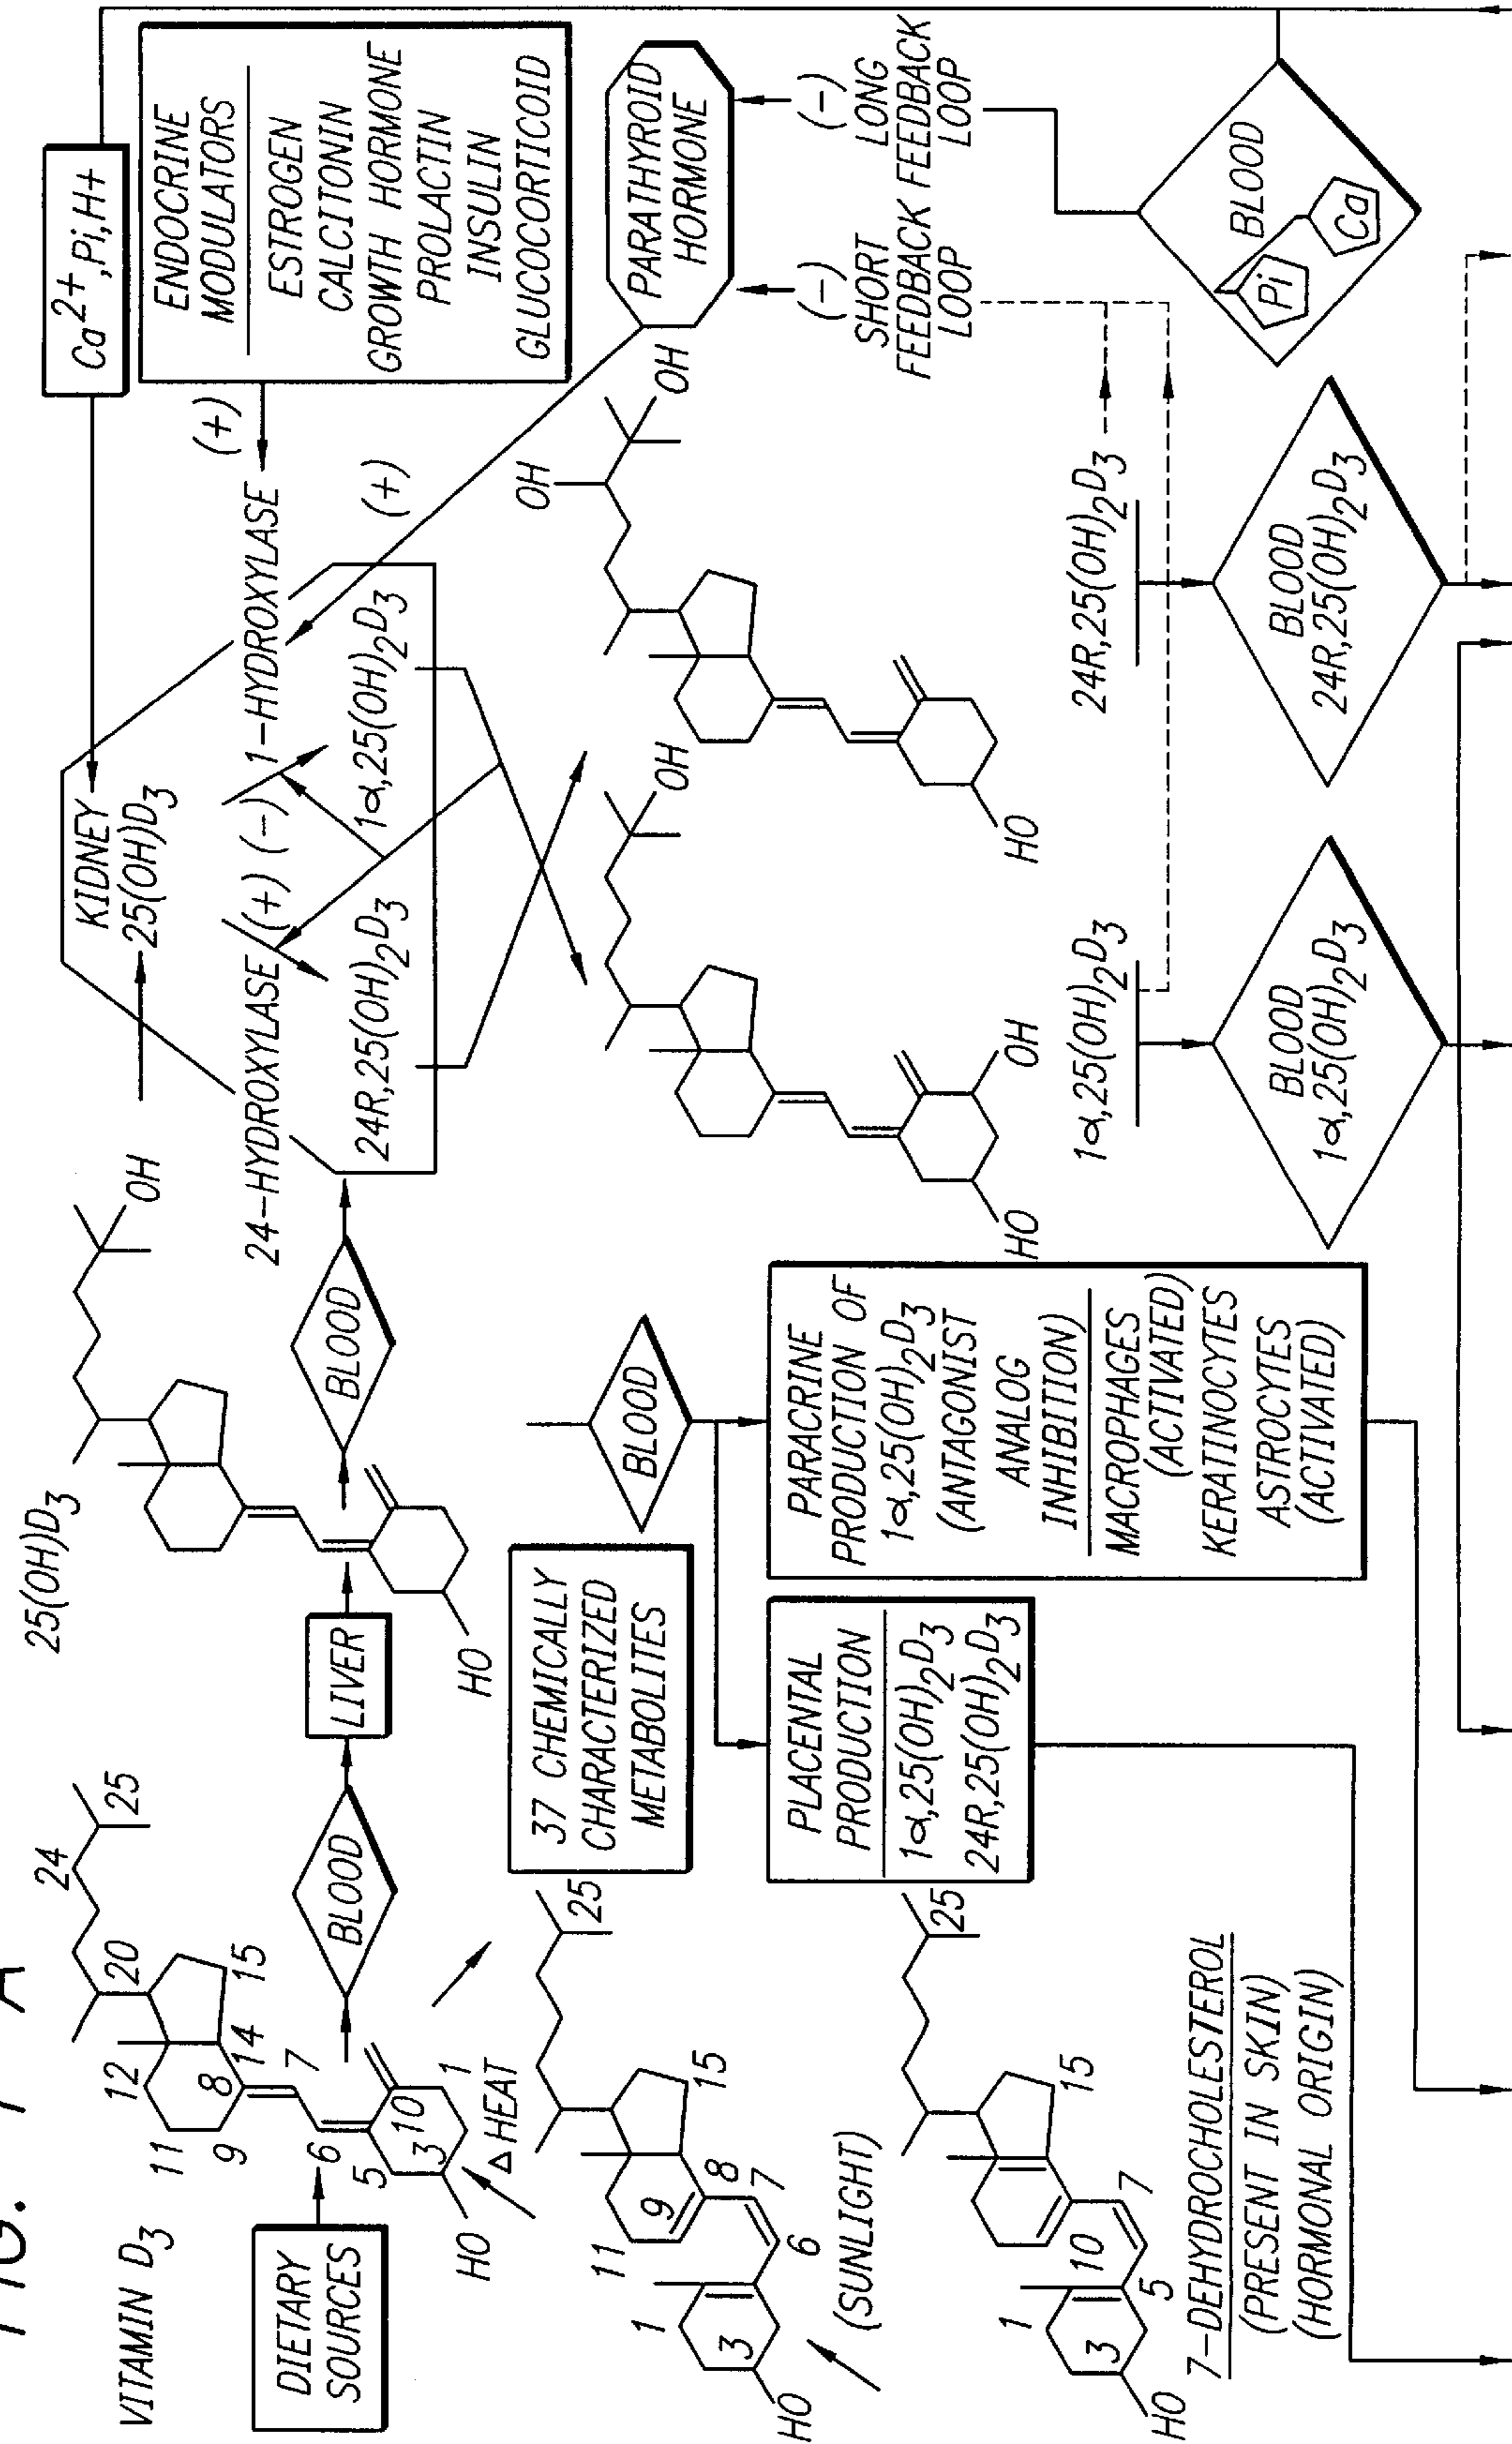 VITAMIN D3
24
25
20
12
11
15
14
8
9
7
6
5
10
3
1
HO
Δ HEAT
DIETARY
SOURCES
BLOOD
LIVER
25(OH)D3
OH
HO
BLOOD
KIDNEY
25(OH)D3
24-HYDROXYLASE
(+)
(-)
1-HYDROXYLASE
24R,25(OH)2D3
1α,25(OH)2D3
(+)
(+)
Ca2+,Pi,H+
ENDOCRINE
MODULATORS
ESTROGEN
CALCITONIN
GROWTH HORMONE
PROLACTIN
INSULIN
GLUCOCORTICOID
PARATHYROID
HORMONE
(-)
SHORT
FEEDBACK
LOOP
(-)
LONG
FEEDBACK
LOOP
25
15
11
9
8
7
6
1
3
HO
(SUNLIGHT)
37 CHEMICALLY
CHARACTERIZED
METABOLITES
BLOOD
OH
OH
HO
OH
OH
HO
25
15
10
7
5
1
3
HO
7-DEHYDROCHOLESTEROL
(PRESENT IN SKIN)
(HORMONAL ORIGIN)
PLACENTAL
PRODUCTION
1α,25(OH)2D3
24R,25(OH)2D3
PARACRINE
PRODUCTION OF
1α,25(OH)2D3
(ANTAGONIST
ANALOG
INHIBITION)
MACROPHAGES
(ACTIVATED)
KERATINOCYTES
ASTROCYTES
(ACTIVATED)
1α,25(OH)2D3
24R,25(OH)2D3
BLOOD
1α,25(OH)2D3
BLOOD
24R,25(OH)2D3
BLOOD
Pi
Ca